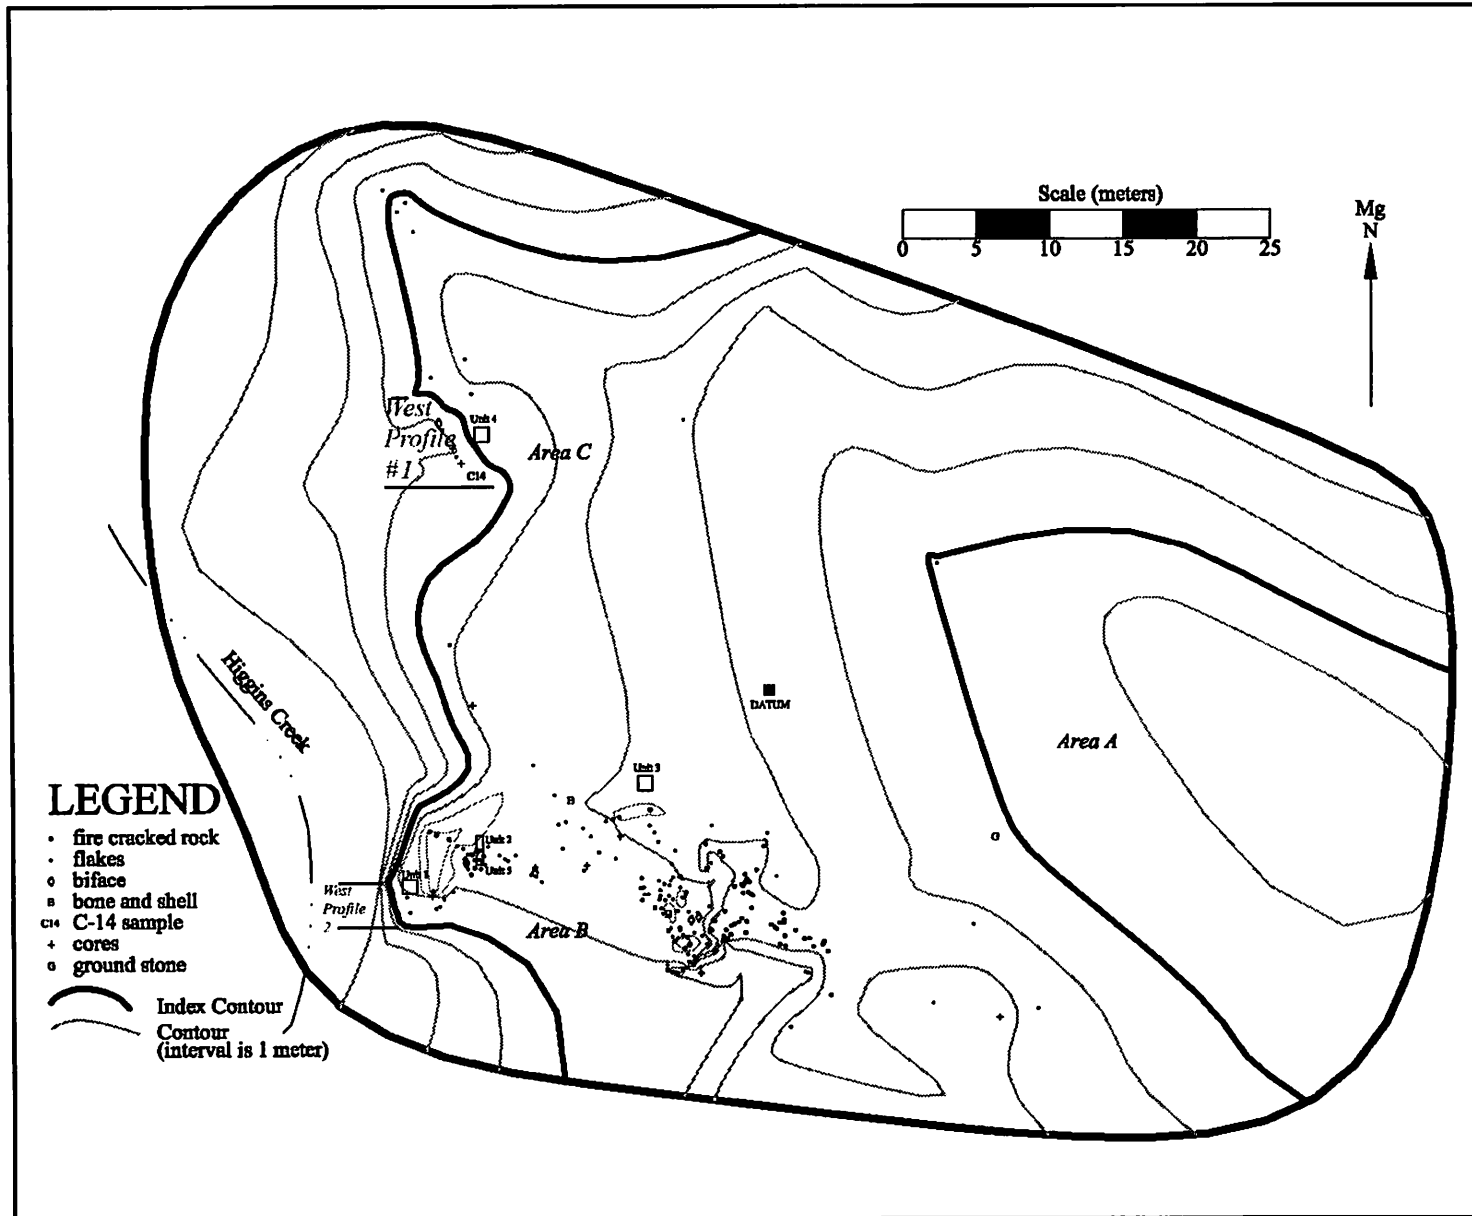 Scale (meters)
0 5 10 15 20 25
Mg
N
West
Profile
#1
Unit 4
C14
Area C
DATUM
Area A
Higgins Creek
Unit 3
B
G
Unit 2
Unit 5
Unit 1
West
Profile
2
Area B
LEGEND
fire cracked rock
flakes
biface
B bone and shell
C14 C-14 sample
+ cores
G ground stone
Index Contour
Contour
(interval is 1 meter)